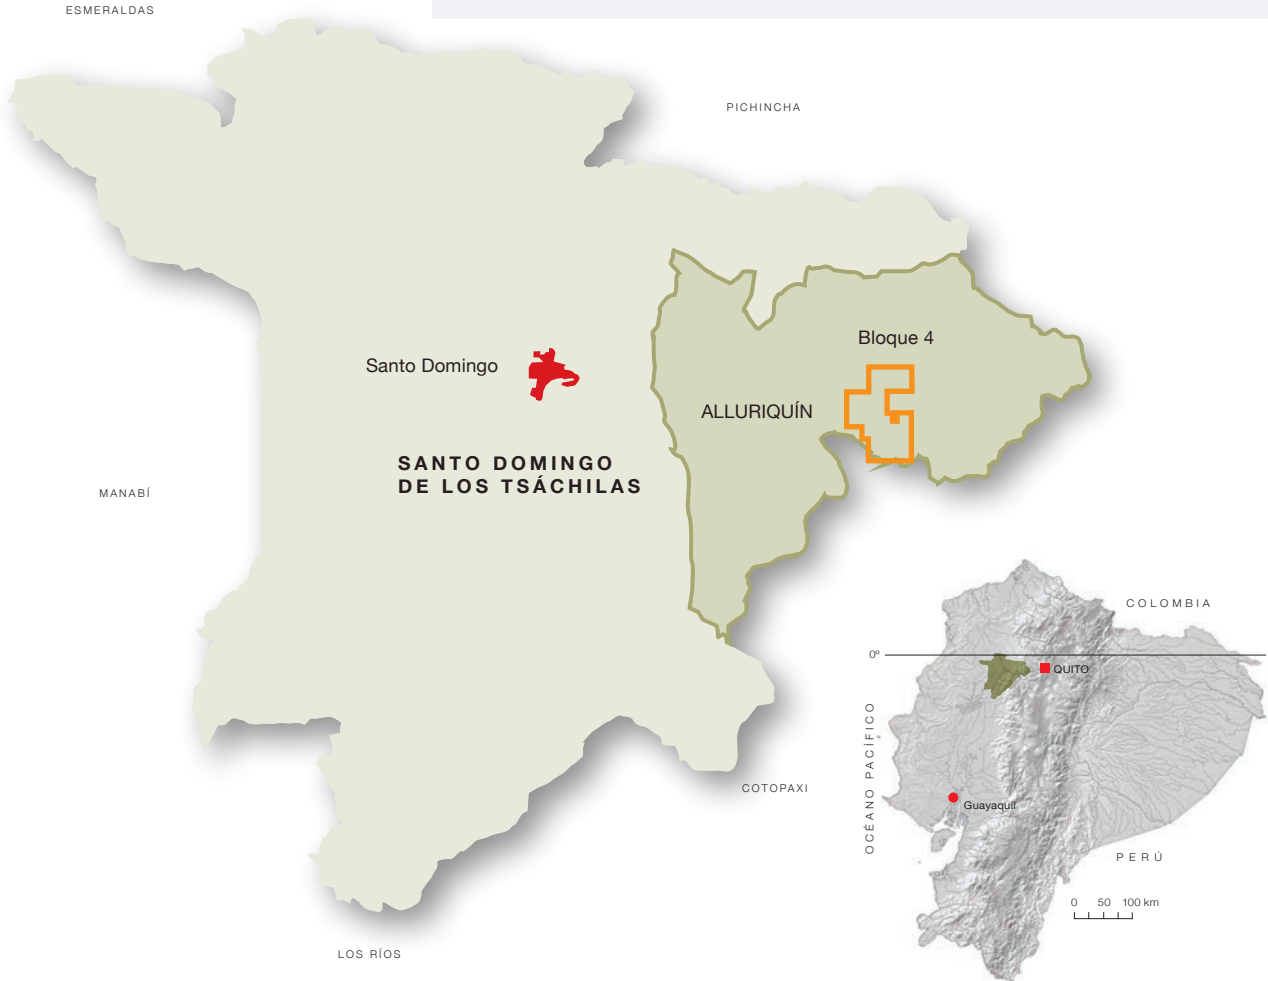 ESMERALDAS
PICHINCHA
Bloque 4
Santo Domingo
ALLURIQUÍN
SANTO DOMINGO
DE LOS TSÁCHILAS
MANABÍ
COLOMBIA
0º
QUITO
OCÉANO PACÍFICO
COTOPAXI
Guayaquil
PERÚ
0 50 100 km
LOS RÍOS